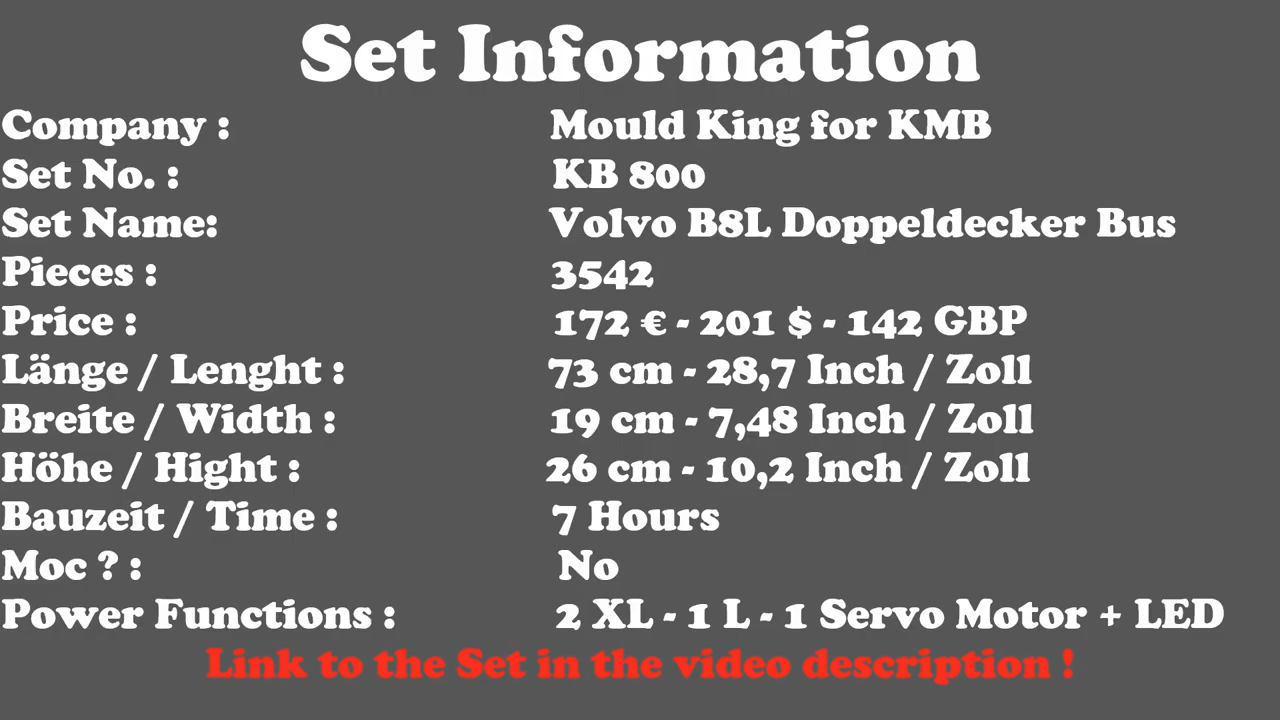 Set Information
Company : Mould King for KMB
Set No. : KB 800
Set Name: Volvo B8L Doppeldecker Bus
Pieces : 3542
Price : 172 € - 201 $ - 142 GBP
Länge / Lenght : 73 cm - 28,7 Inch / Zoll
Breite / Width : 19 cm - 7,48 Inch / Zoll
Höhe / Hight : 26 cm - 10,2 Inch / Zoll
Bauzeit / Time : 7 Hours
Moc ? : No
Power Functions : 2 XL - 1 L - 1 Servo Motor + LED
Link to the Set in the video description !